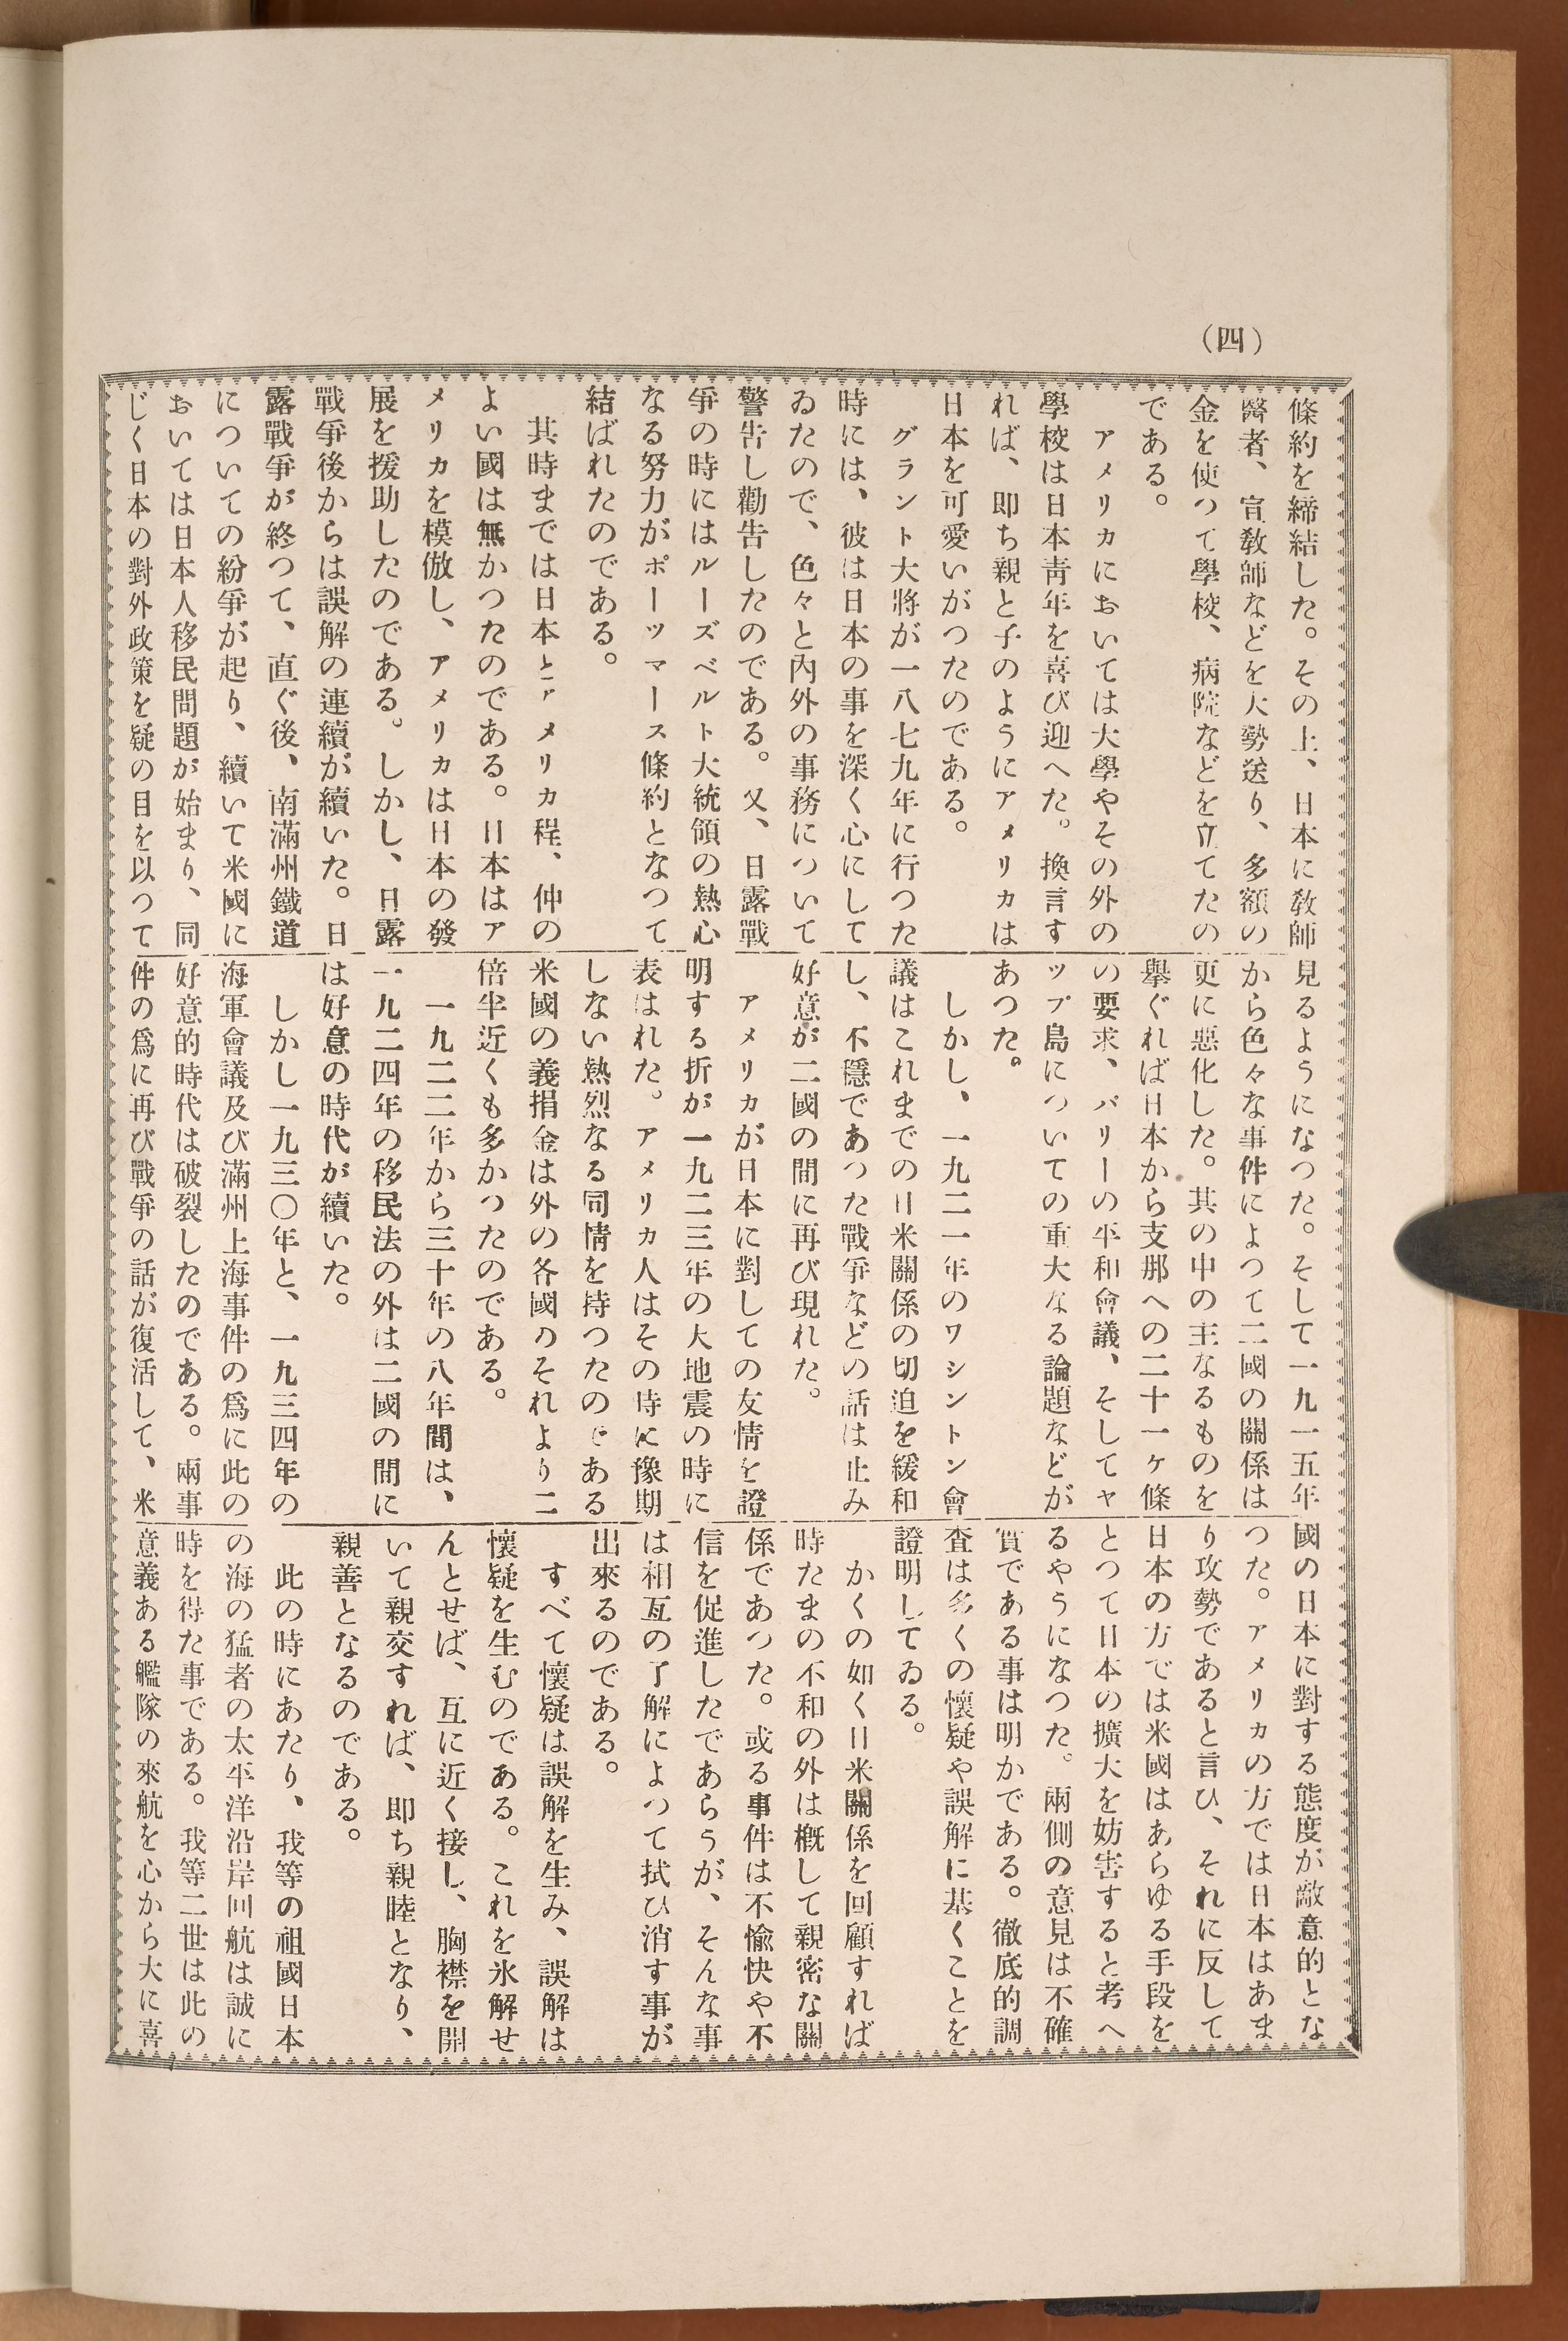 （四）
條約を締結した。その上、日本に教師
醫者、宣教師などを大勢送り、多額の
金を使つて學校、病院などを立てたの
である。
アメリカにおいては大學やその外の
學校は日本靑年を喜び迎へた。換言す
れば、卽ち親と子のようにアメリカは
日本を可愛いがつたのである。
グラント大將が一八七九年に行つた
時には、彼は日本の事を深く心にして
ゐたので、色々と內外の事務について
警告し勸告したのである。又、日露戰
爭の時にはルーズベルト大統領の熱心
なる努力がポーツマース條約となつて
結ばれたのである。
其時までは日本とアメリカ程、仲の
よい國は無かつたのである。日本はア
メリカを模倣し、アメリカは日本の發
展を援助したのである。しかし、日露
戰爭後からは誤解の連續が續いた。日
露戰爭が終つて、直ぐ後、南滿州鐵道
についての紛爭が起り、續いて米國に
おいては日本人移民問題が始まり、同
じく日本の對外政策を疑の目を以つて
見るようになつた。そして一九一五年
から色々な事件によつて二國の關係は
更に惡化した。其の中の主なるものを
擧ぐれば日本から支那への二十一ヶ條
の要求、パリーの平和會議、そしてヤ
ップ島についての重大なる論題などが
あつた。
しかし、一九二一年のワシントン會
議はこれまでの日米關係の切迫を緩和
し、不穩であつた戰爭などの話は止み
好意が二國の間に再び現れた。
アメリカが日本に對しての友情を證
明する折が一九二三年の大地震の時に
表はれた。アメリカ人はその時に豫期
しない熱烈なる同情を持つたのである
米國の義捐金は外の各國のそれより二
倍半近くも多かつたのである。
一九二二年から三十年の八年間は、
一九二四年の移民法の外は二國の間に
は好意の時代が續いた。
しかし一九三〇年と、一九三四年の
海軍會議及び滿州上海事件の爲に此の
好意的時代は破裂したのである。兩事
件の爲に再び戰爭の話が復活して、米
國の日本に對する態度が敵意的とな
つた。アメリカの方では日本はあま
り攻勢であると言ひ、それに反して
日本の方では米國はあらゆる手段を
とつて日本の擴大を妨害すると考へ
るやうになつた。兩側の意見は不確
實である事は明かである。徹底的調
査は多くの懷疑や誤解に基くことを
證明してゐる。
かくの如く日米關係を回顧すれば
時たまの不和の外は槪して親密な關
係であつた。或る事件は不愉快や不
信を促進したであらうが、そんな事
は相互の了解によつて拭ひ消す事が
出來るのである。
すべて懷疑は誤解を生み、誤解は
懷疑を生むのである。これを氷解せ
んとせば、互に近く接し、胸襟を開
いて親交すれば、卽ち親睦となり、
親善となるのである。
此の時にあたり、我等の祖國日本
の海の猛者の太平洋沿岸回航は誠に
時を得た事である。我等二世は此の
意義ある艦隊の來航を心から大に喜